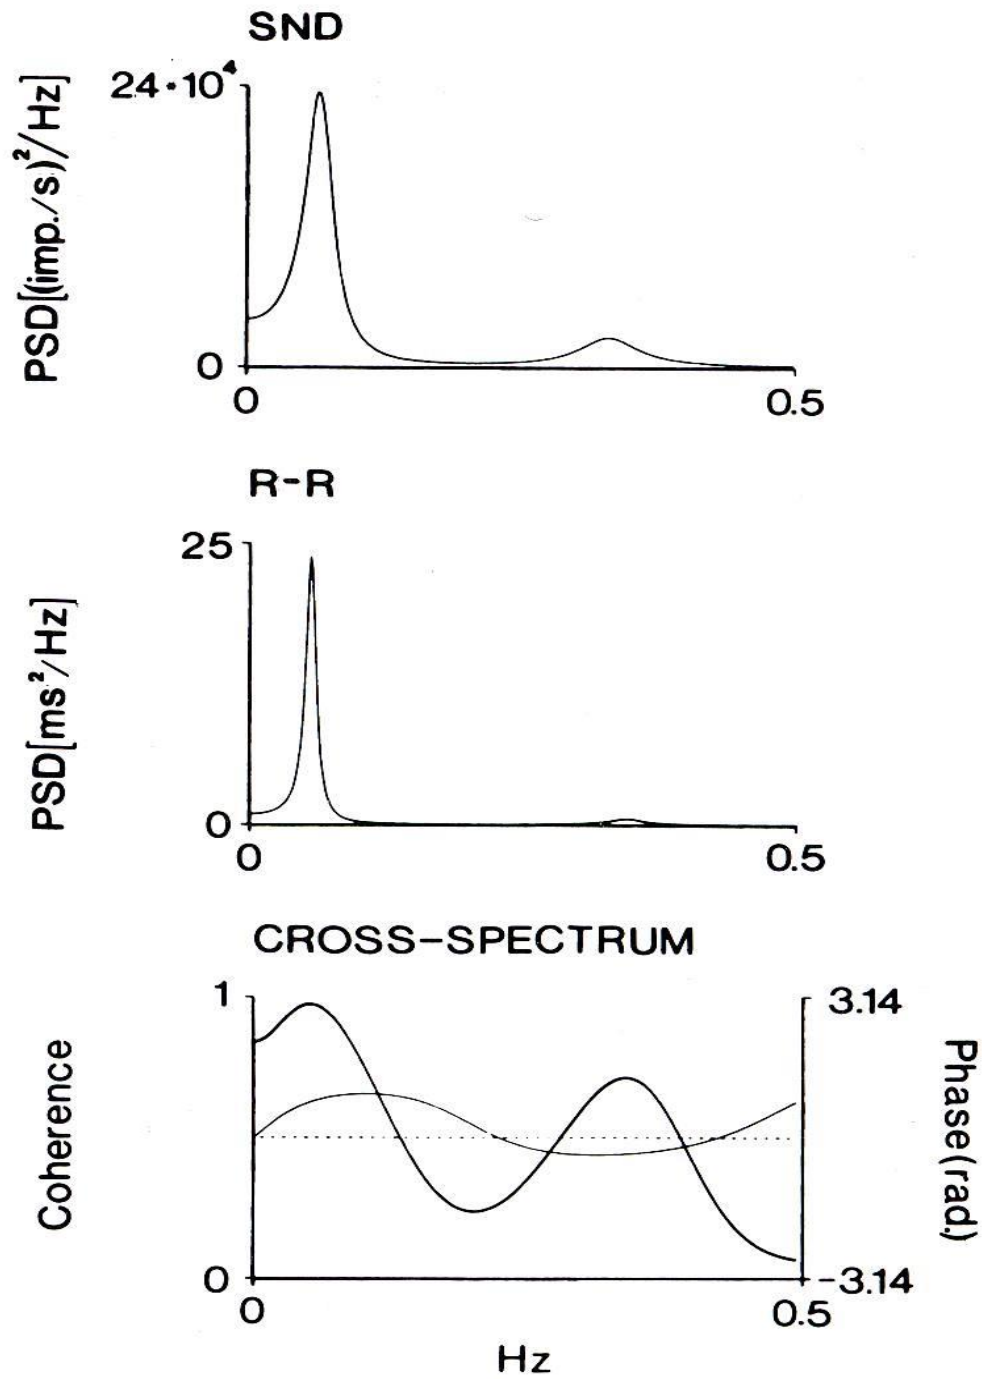 SND
24·10⁴
PSD[(imp./s)²/Hz]
0
0 0.5
R-R
25
PSD[ms²/Hz]
0
0 0.5
CROSS-SPECTRUM
1 3.14
Coherence Phase(rad.)
0 -3.14
0 0.5
Hz